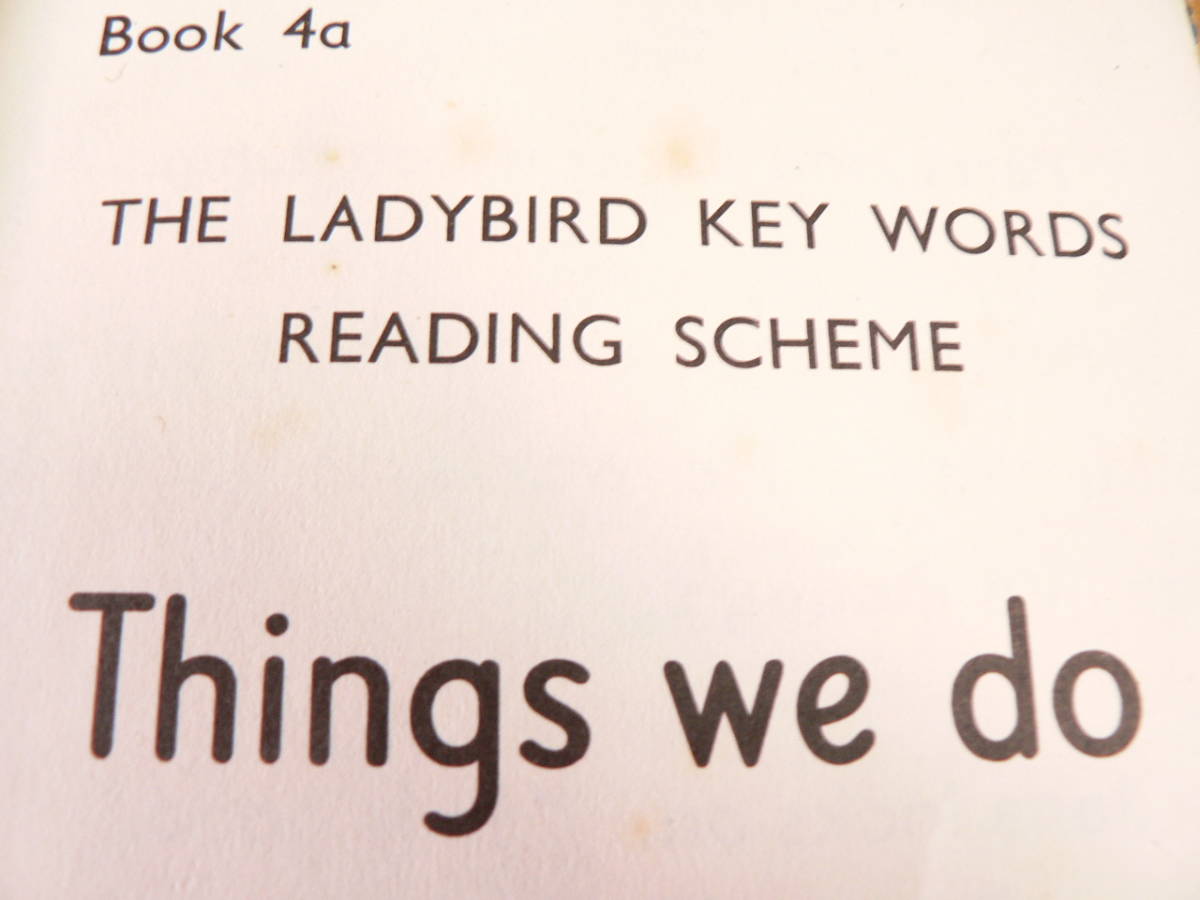 Book 4a
THE LADYBIRD KEY WORDS
READING SCHEME
Things we do